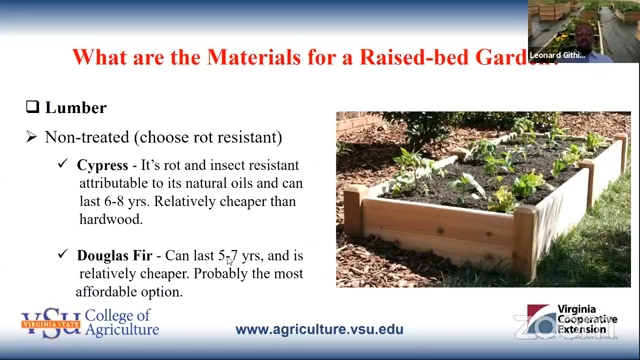 Leonard Githi...
What are the Materials for a Raised-bed Garden?
Lumber
Non-treated (choose rot resistant)
Cypress - It's rot and insect resistant
attributable to its natural oils and can
last 6-8 yrs. Relatively cheaper than
hardwood.
Douglas Fir - Can last 5-7 yrs, and is
relatively cheaper. Probably the most
affordable option.
VSU
VIRGINIA STATE
College of
Agriculture
www.agriculture.vsu.edu
Virginia
Cooperative
Extension